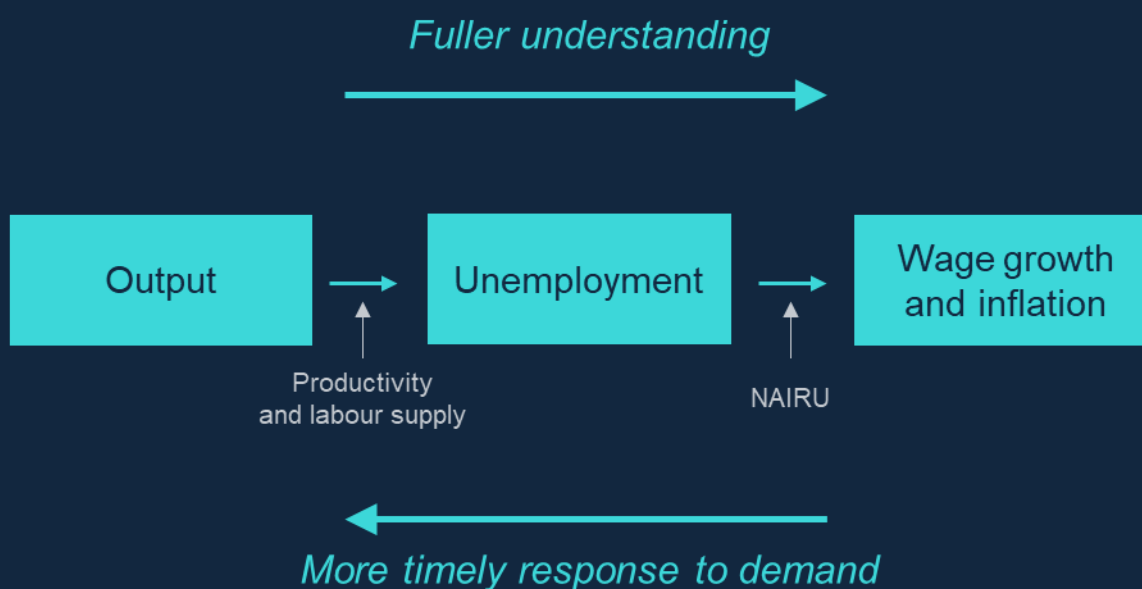 Fuller understanding
Output
Unemployment
Wage growth
and inflation
Productivity
and labour supply
NAIRU
More timely response to demand